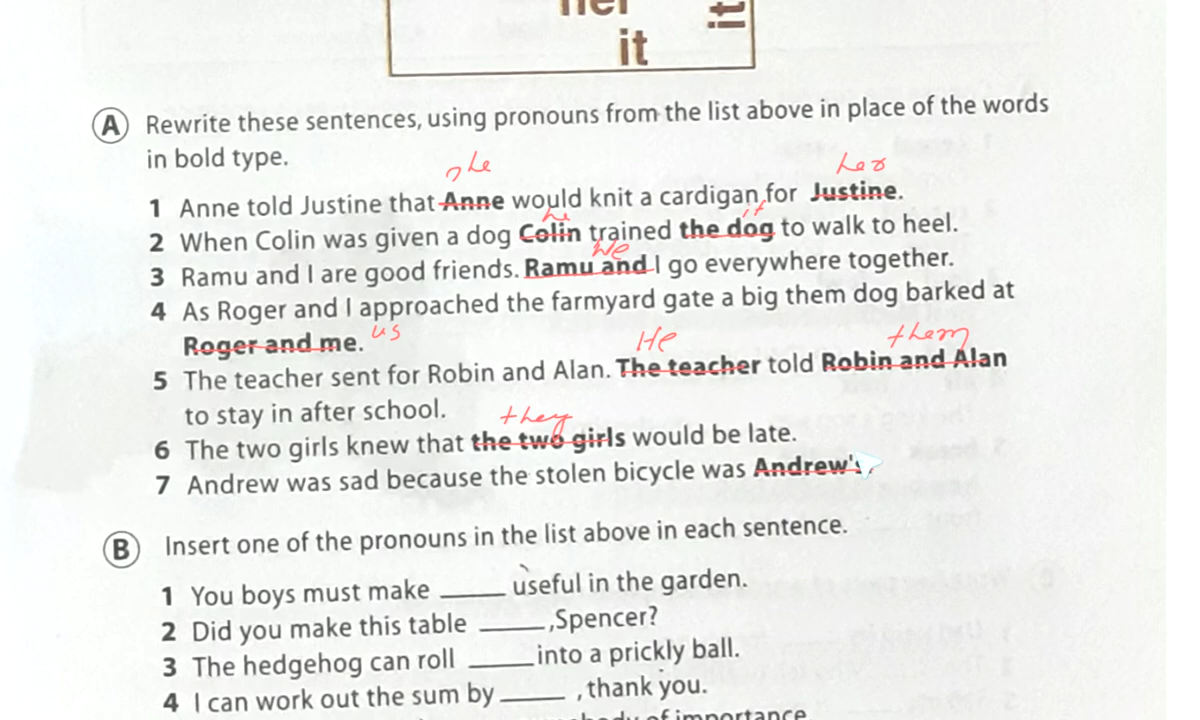 her
it
it
A Rewrite these sentences, using pronouns from the list above in place of the words
in bold type.
she her
1 Anne told Justine that Anne would knit a cardigan for Justine.
he it
2 When Colin was given a dog Colin trained the dog to walk to heel.
We
3 Ramu and I are good friends. Ramu and I go everywhere together.
4 As Roger and I approached the farmyard gate a big them dog barked at
Roger and me. us
He them
5 The teacher sent for Robin and Alan. The teacher told Robin and Alan
to stay in after school.
they
6 The two girls knew that the two girls would be late.
7 Andrew was sad because the stolen bicycle was Andrew's.
B Insert one of the pronouns in the list above in each sentence.
1 You boys must make _____ useful in the garden.
2 Did you make this table _____,Spencer?
3 The hedgehog can roll _____ into a prickly ball.
4 I can work out the sum by _____ , thank you.
body of importance